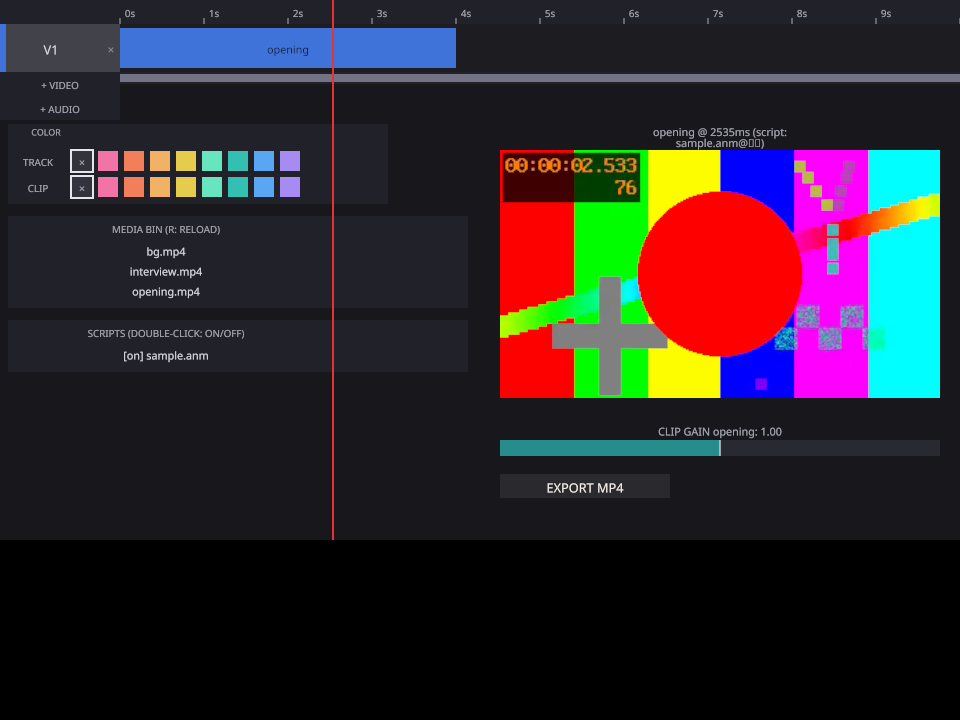 0s 1s 2s 3s 4s 5s 6s 7s 8s 9s
V1 ×
opening
+ VIDEO
+ AUDIO
COLOR
TRACK ×
CLIP ×
MEDIA BIN (R: RELOAD)
bg.mp4
interview.mp4
opening.mp4
SCRIPTS (DOUBLE-CLICK: ON/OFF)
[on] sample.anm
opening @ 2535ms (script:
sample.anm@▯▯)
00:00:02.533
76
CLIP GAIN opening: 1.00
EXPORT MP4